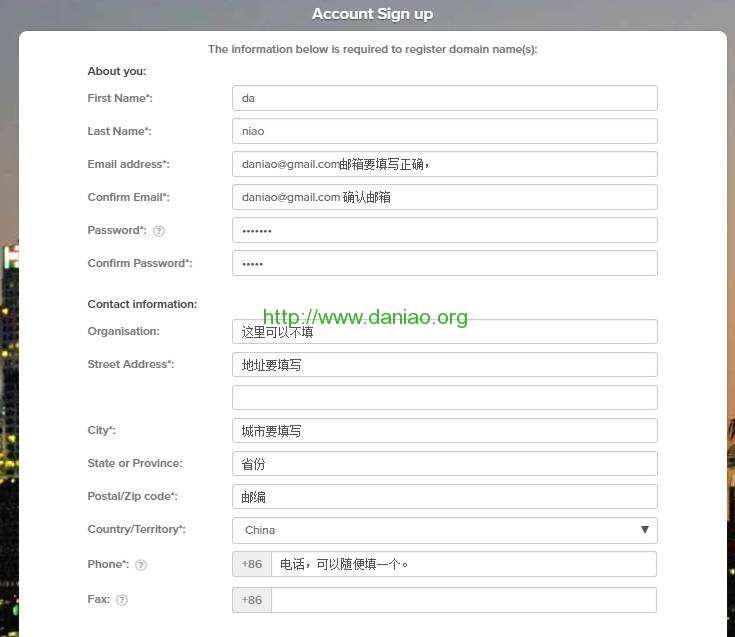 Account Sign up
The information below is required to register domain name(s):
About you:
First Name*: da
Last Name*: niao
Email address*: daniao@gmail.com邮箱要填写正确,
Confirm Email*: daniao@gmail.com 确认邮箱
Password*: ? •••••••
Confirm Password*: •••••
Contact information:
http://www.daniao.org
Organisation: 这里可以不填
Street Address*: 地址要填写
City*: 城市要填写
State or Province: 省份
Postal/Zip code*: 邮编
Country/Territory*: China ▼
Phone*: ? +86 电话，可以随便填一个。
Fax: ? +86